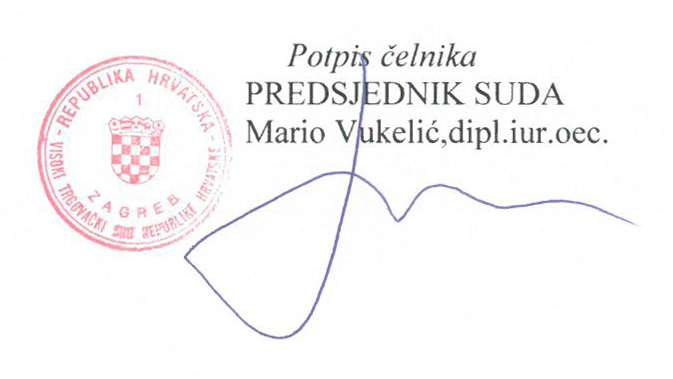 Potpis čelnika
PREDSJEDNIK SUDA
Mario Vukelić,dipl.iur.oec.
- REPUBLIKA HRVATSKA -
1
ZAGREB
VISOKI TRGOVAČKI SUD REPUBLIKE HRVATSKE